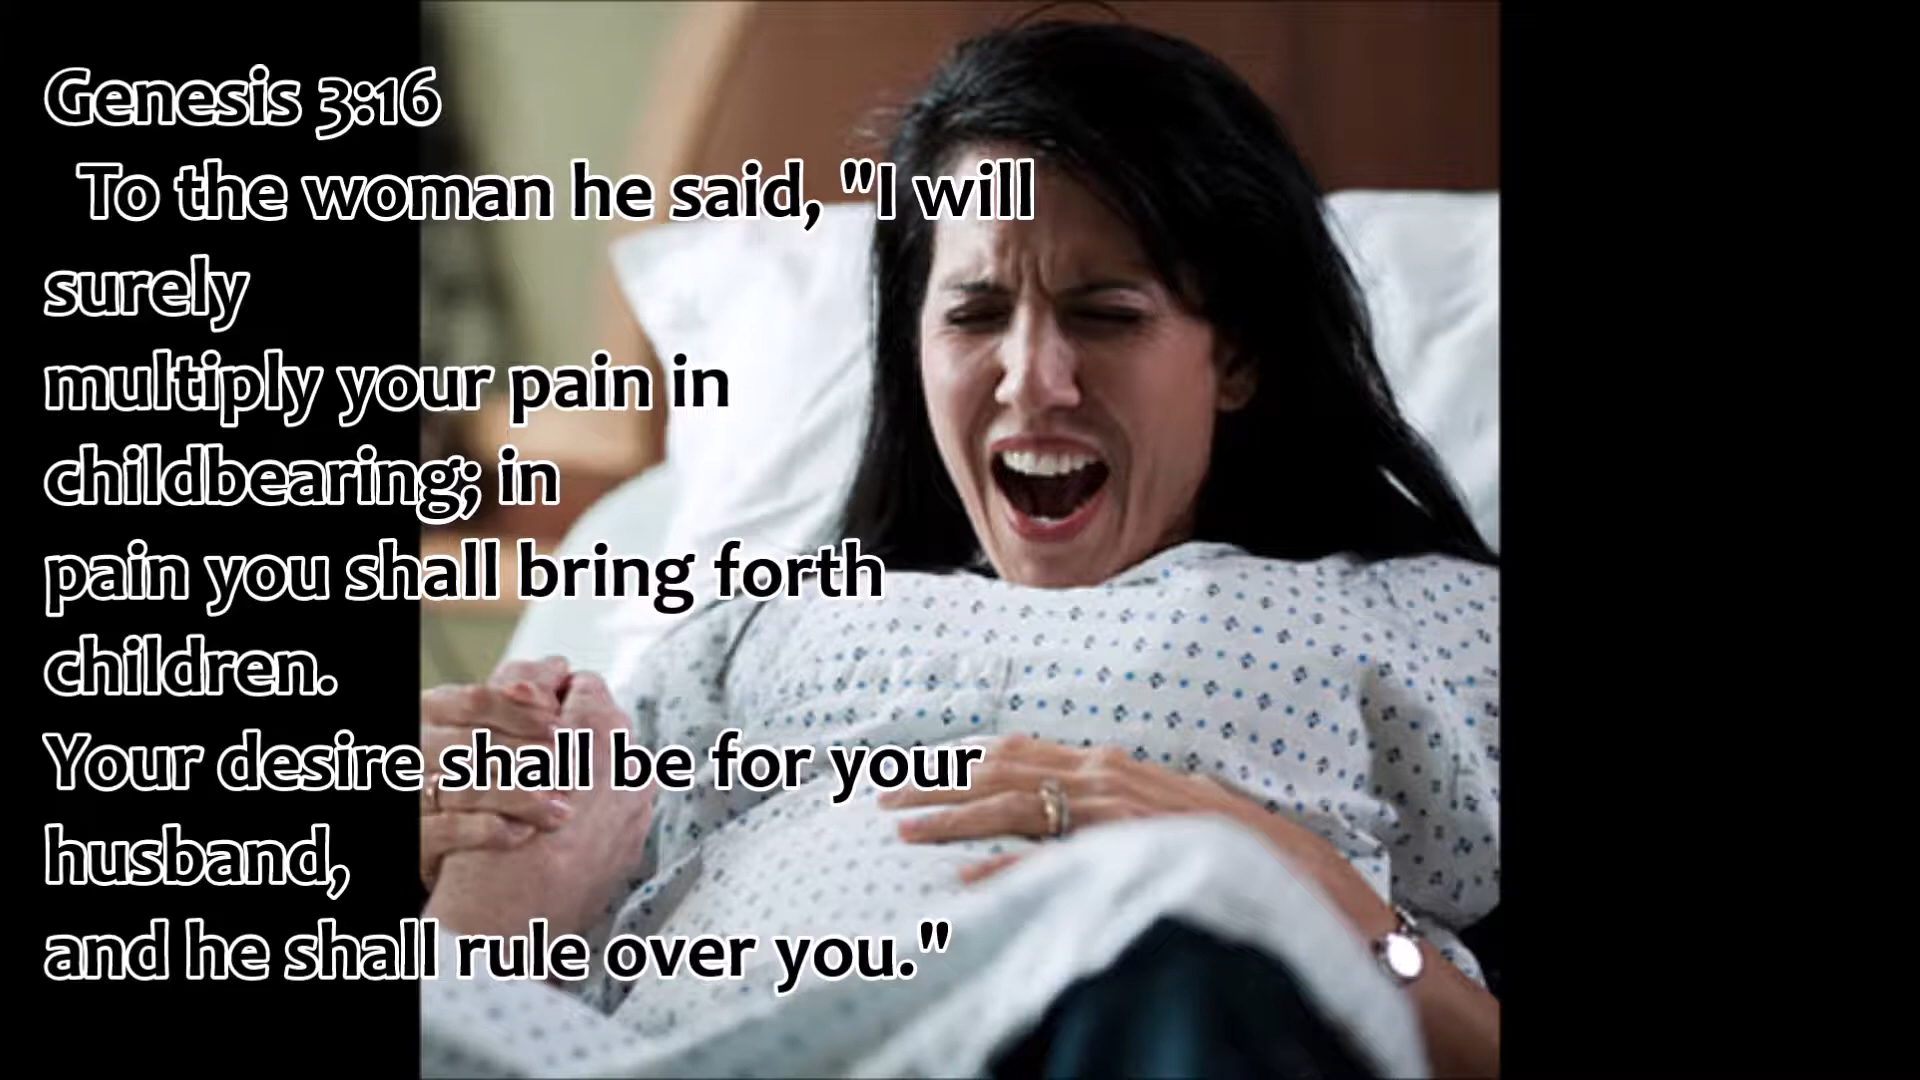 Genesis 3:16
To the woman he said, "I will
surely
multiply your pain in
childbearing; in
pain you shall bring forth
children.
Your desire shall be for your
husband,
and he shall rule over you."